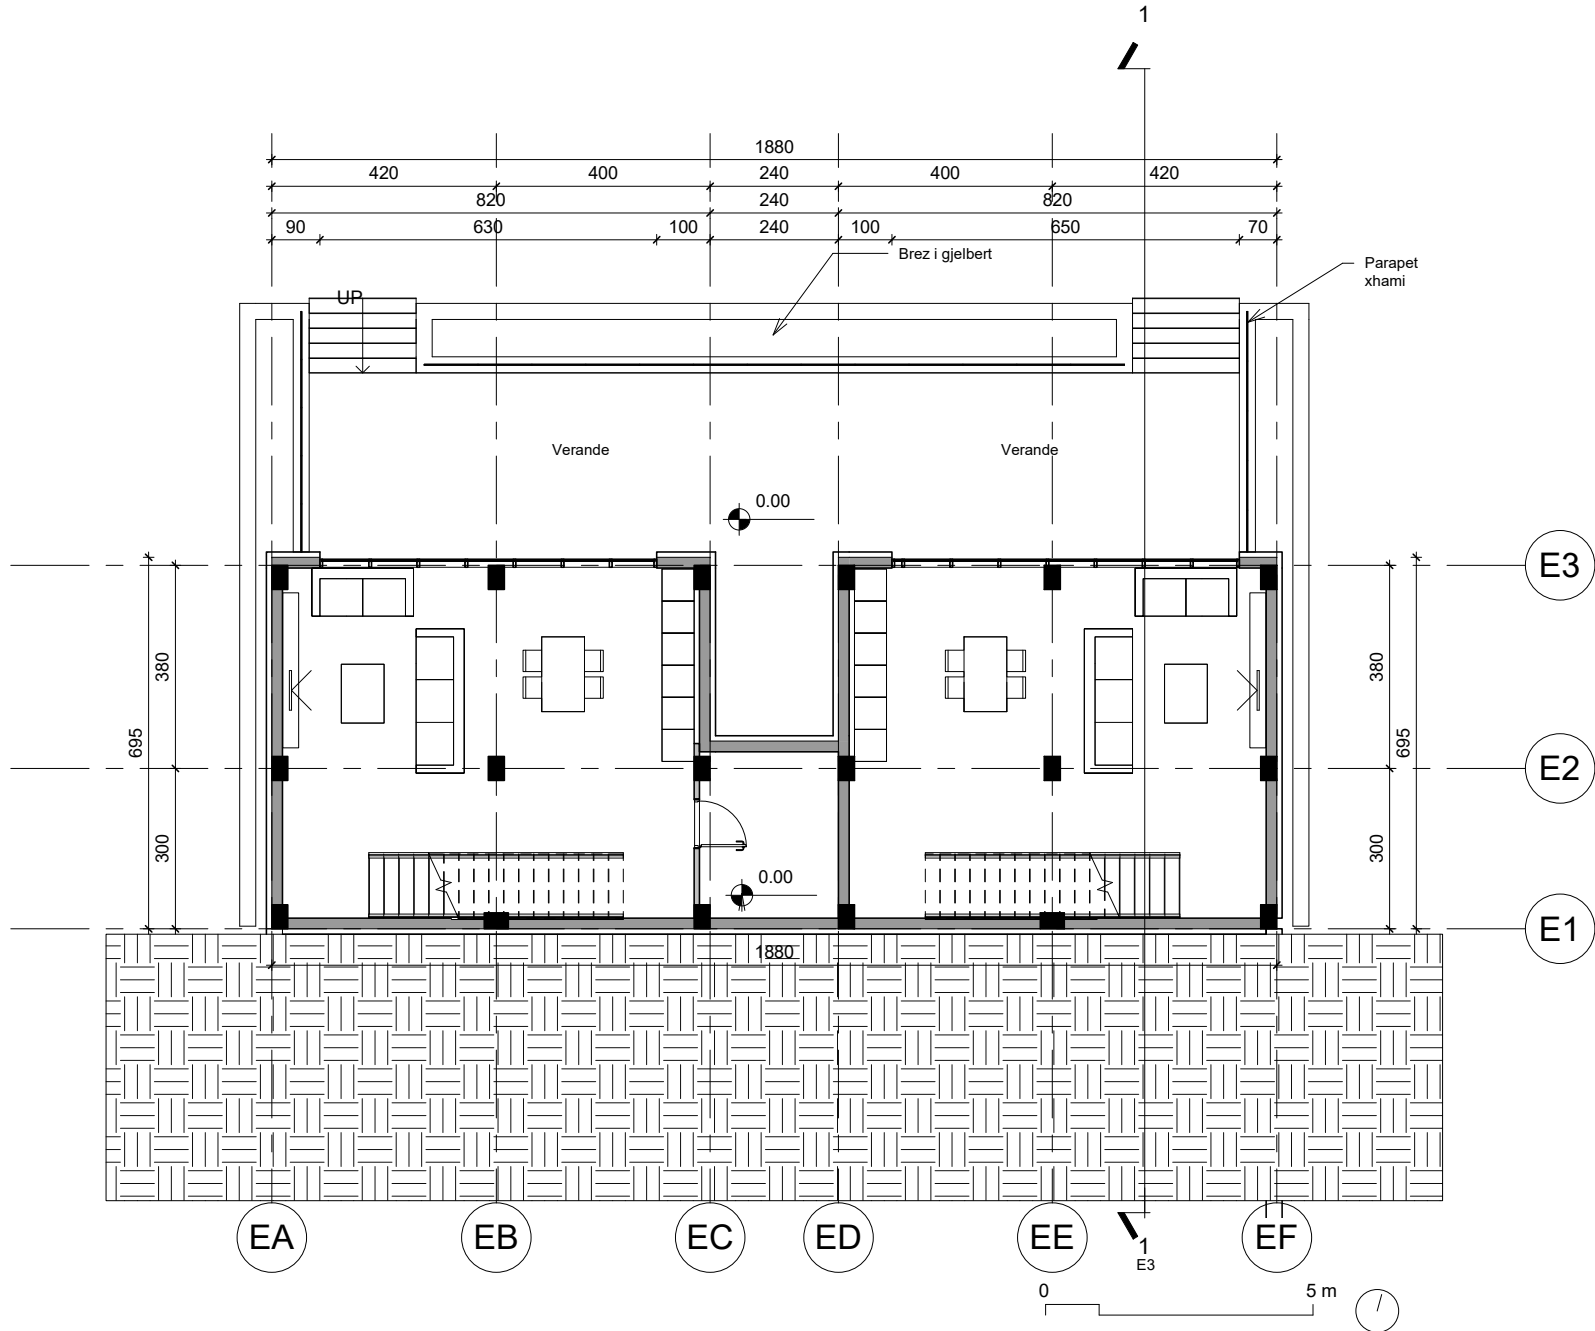 1
1880
420 400 240 400 420
820 240 820
90 630 100 240 100 650 70
Brez i gjelbert
Parapet
xhami
UP
Verande Verande
0.00
E3
380 380
695 695
E2
300 300
0.00
E1
1880
EA EB EC ED EE EF
1
E3
0 5 m